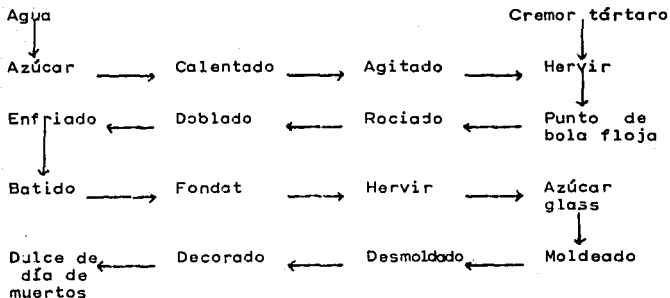 Agua Cremor tártaro
Azúcar Calentado Agitado Hervir
Enfriado Doblado Rociado Punto de
bola floja
Batido Fondat Hervir Azúcar
glass
Dulce de Decorado Desmoldado Moldeado
día de
muertos